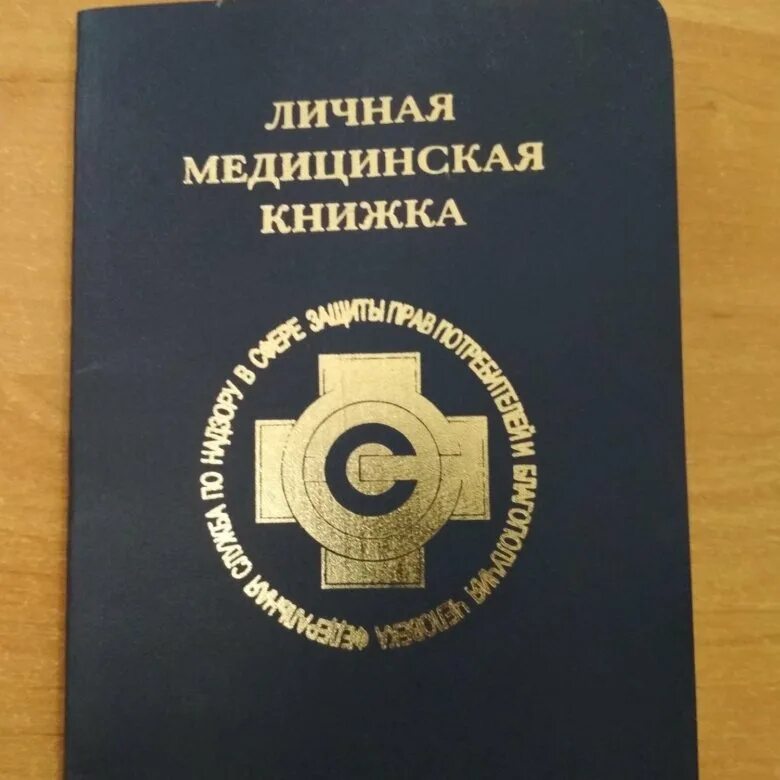 ЛИЧНАЯ
МЕДИЦИНСКАЯ
КНИЖКА
ФЕДЕРАЛЬНАЯ СЛУЖБА ПО НАДЗОРУ В СФЕРЕ ЗАЩИТЫ ПРАВ ПОТРЕБИТЕЛЕЙ И БЛАГОПОЛУЧИЯ ЧЕЛОВЕКА